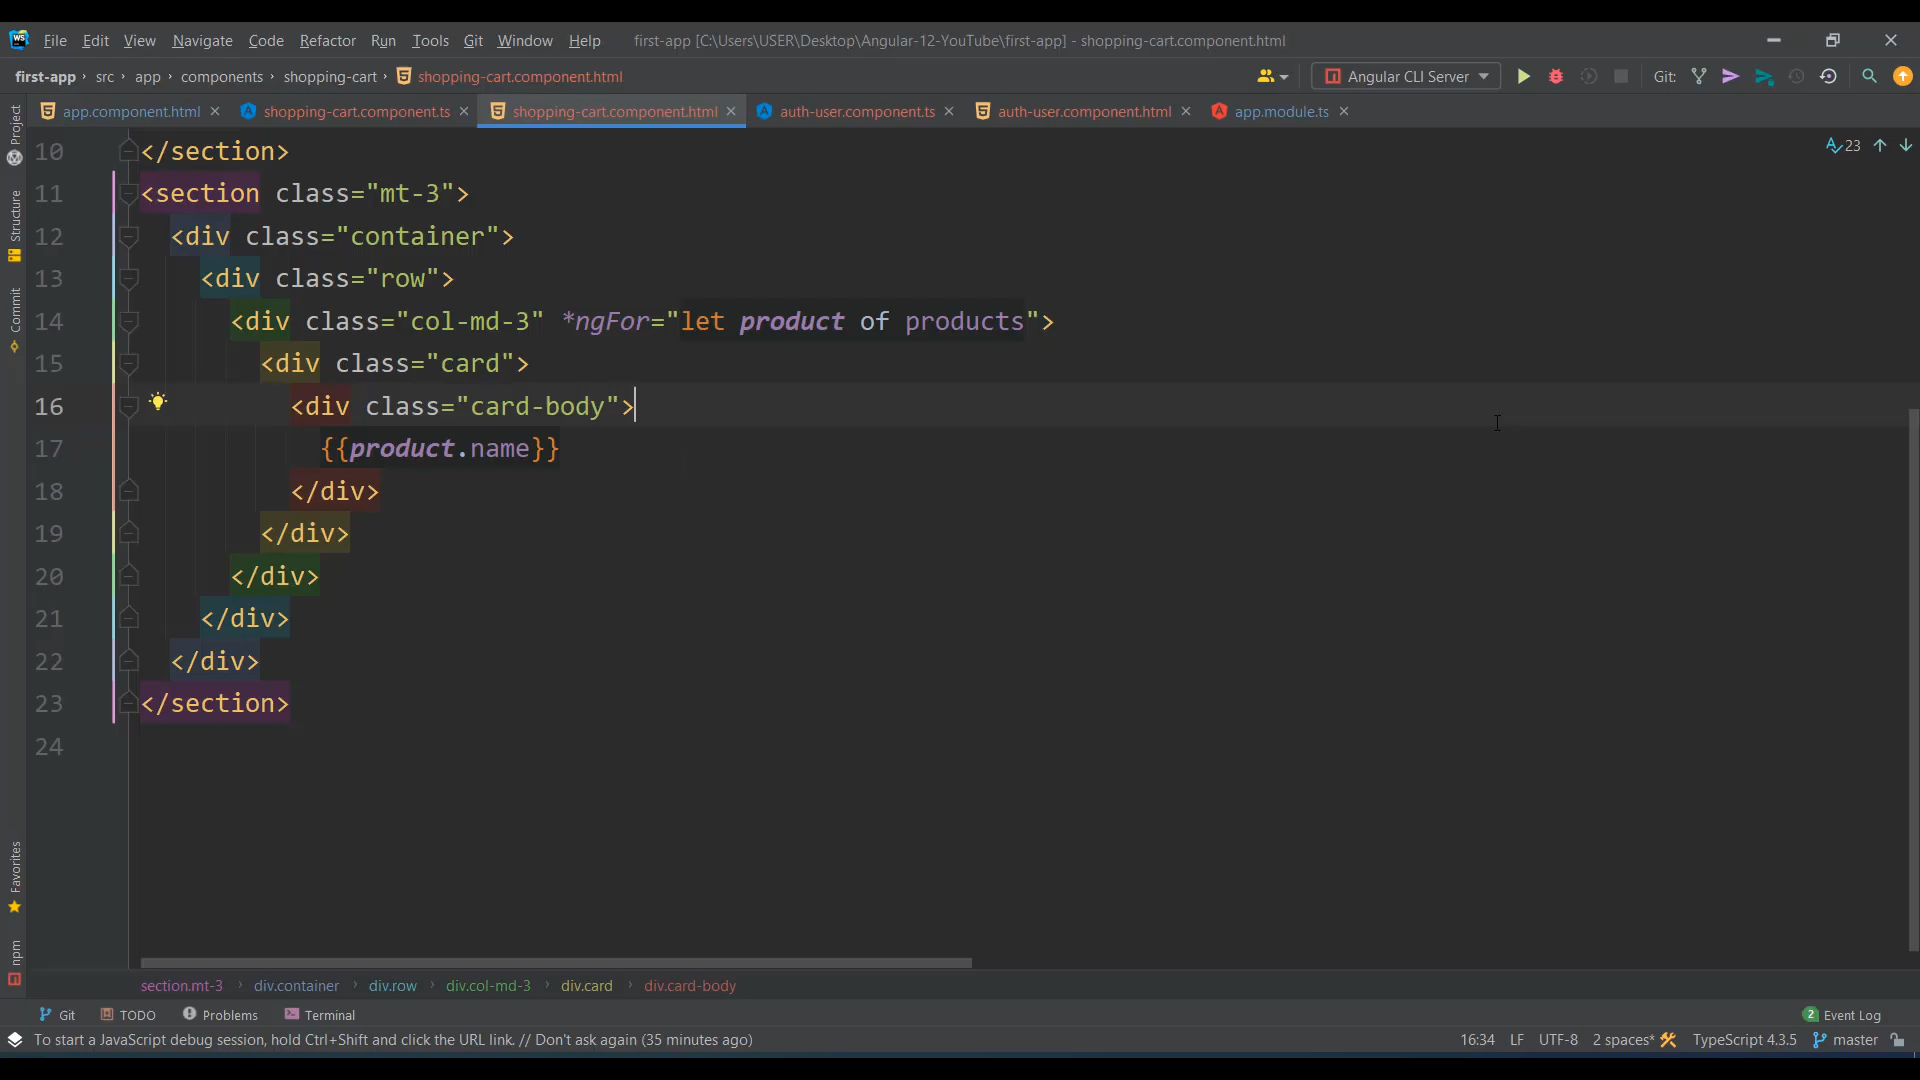 WS File Edit View Navigate Code Refactor Run Tools Git Window Help first-app [C:\Users\USER\Desktop\Angular-12-YouTube\first-app] - shopping-cart.component.html
first-app › src › app › components › shopping-cart › shopping-cart.component.html Angular CLI Server Git:
app.component.html shopping-cart.component.ts shopping-cart.component.html auth-user.component.ts auth-user.component.html app.module.ts
Project
Structure
Commit
Favorites
npm
23
10 </section>
11 <section class="mt-3">
12 <div class="container">
13 <div class="row">
14 <div class="col-md-3" *ngFor="let product of products">
15 <div class="card">
16 <div class="card-body">
17 {{product.name}}
18 </div>
19 </div>
20 </div>
21 </div>
22 </div>
23 </section>
24
section.mt-3 › div.container › div.row › div.col-md-3 › div.card › div.card-body
Git TODO Problems Terminal 2 Event Log
To start a JavaScript debug session, hold Ctrl+Shift and click the URL link. // Don't ask again (35 minutes ago) 16:34 LF UTF-8 2 spaces* TypeScript 4.3.5 master